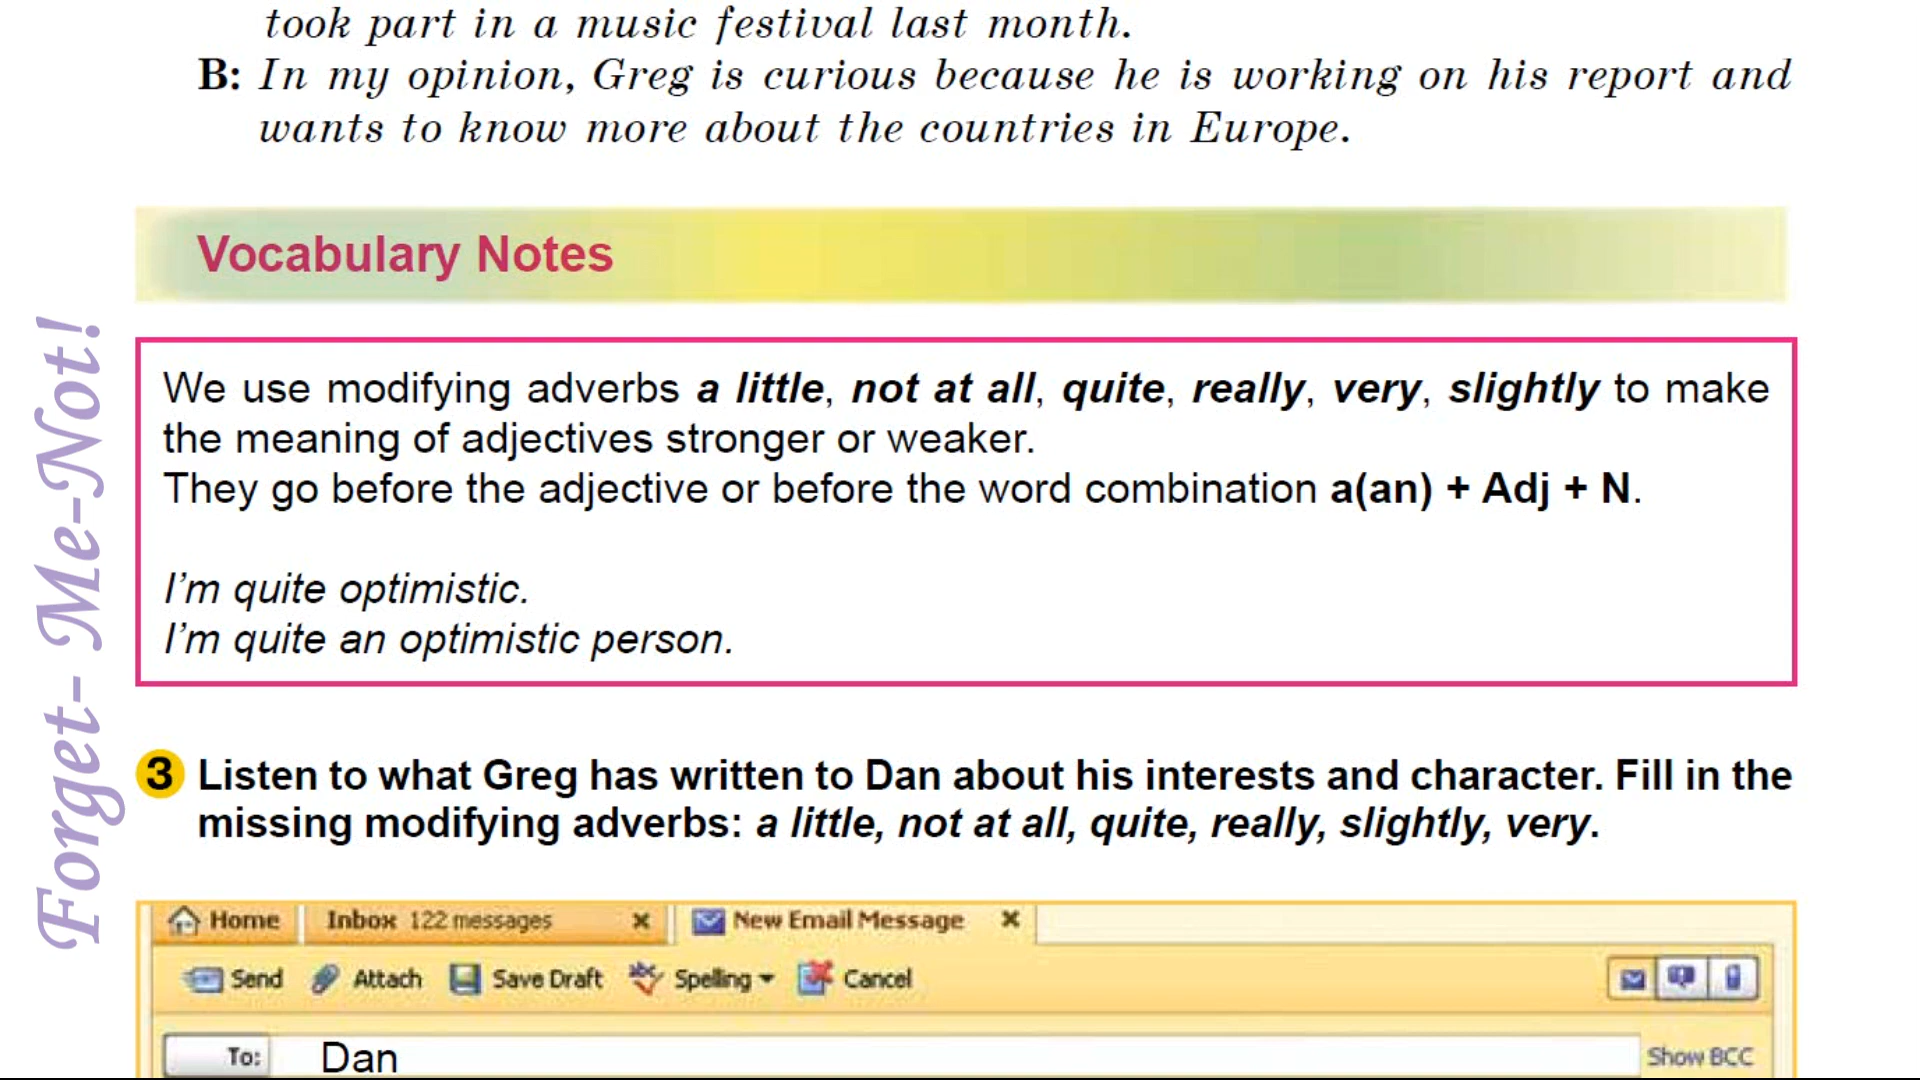 took part in a music festival last month.
B: In my opinion, Greg is curious because he is working on his report and
wants to know more about the countries in Europe.
Vocabulary Notes
Forget- Me-Not!
We use modifying adverbs a little, not at all, quite, really, very, slightly to make
the meaning of adjectives stronger or weaker.
They go before the adjective or before the word combination a(an) + Adj + N.
I'm quite optimistic.
I'm quite an optimistic person.
3 Listen to what Greg has written to Dan about his interests and character. Fill in the
missing modifying adverbs: a little, not at all, quite, really, slightly, very.
Home Inbox 122 messages x New Email Message x
Send Attach Save Draft abc Spelling Cancel
To: Dan Show BCC